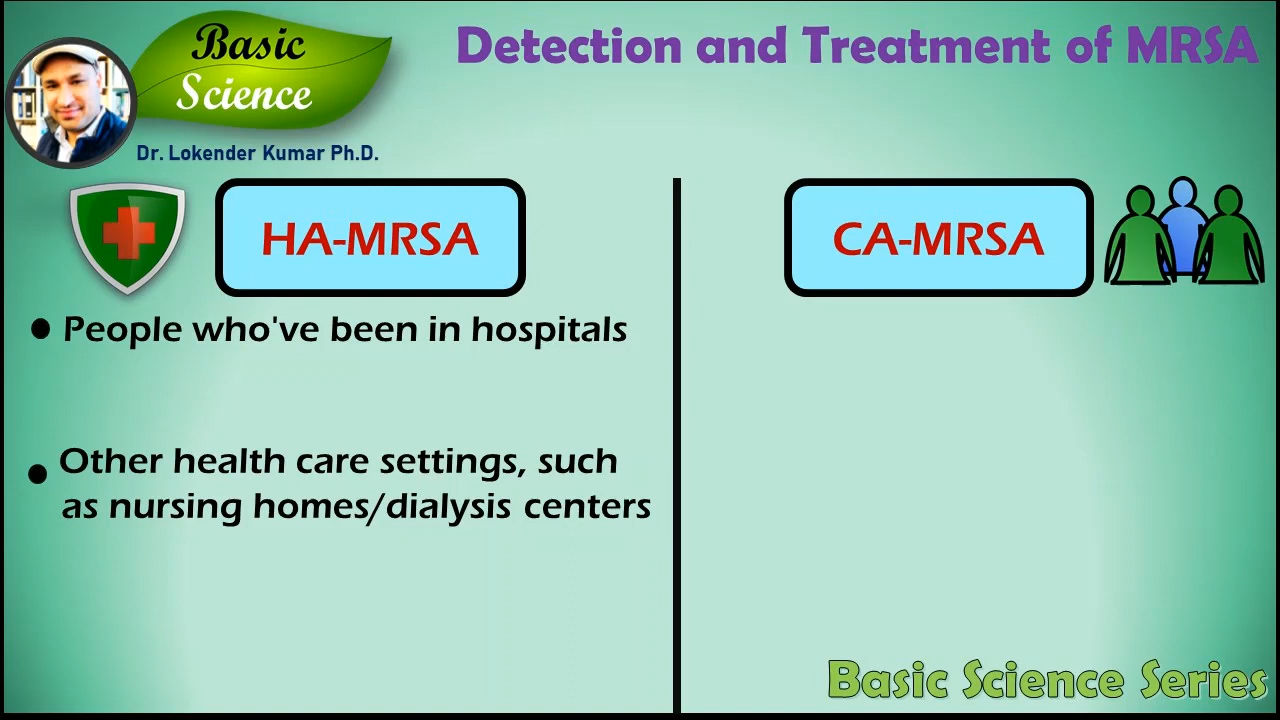 Basic
Science
Dr. Lokender Kumar Ph.D.
Detection and Treatment of MRSA
HA-MRSA
• People who've been in hospitals
• Other health care settings, such
as nursing homes/dialysis centers
CA-MRSA
Basic Science Series